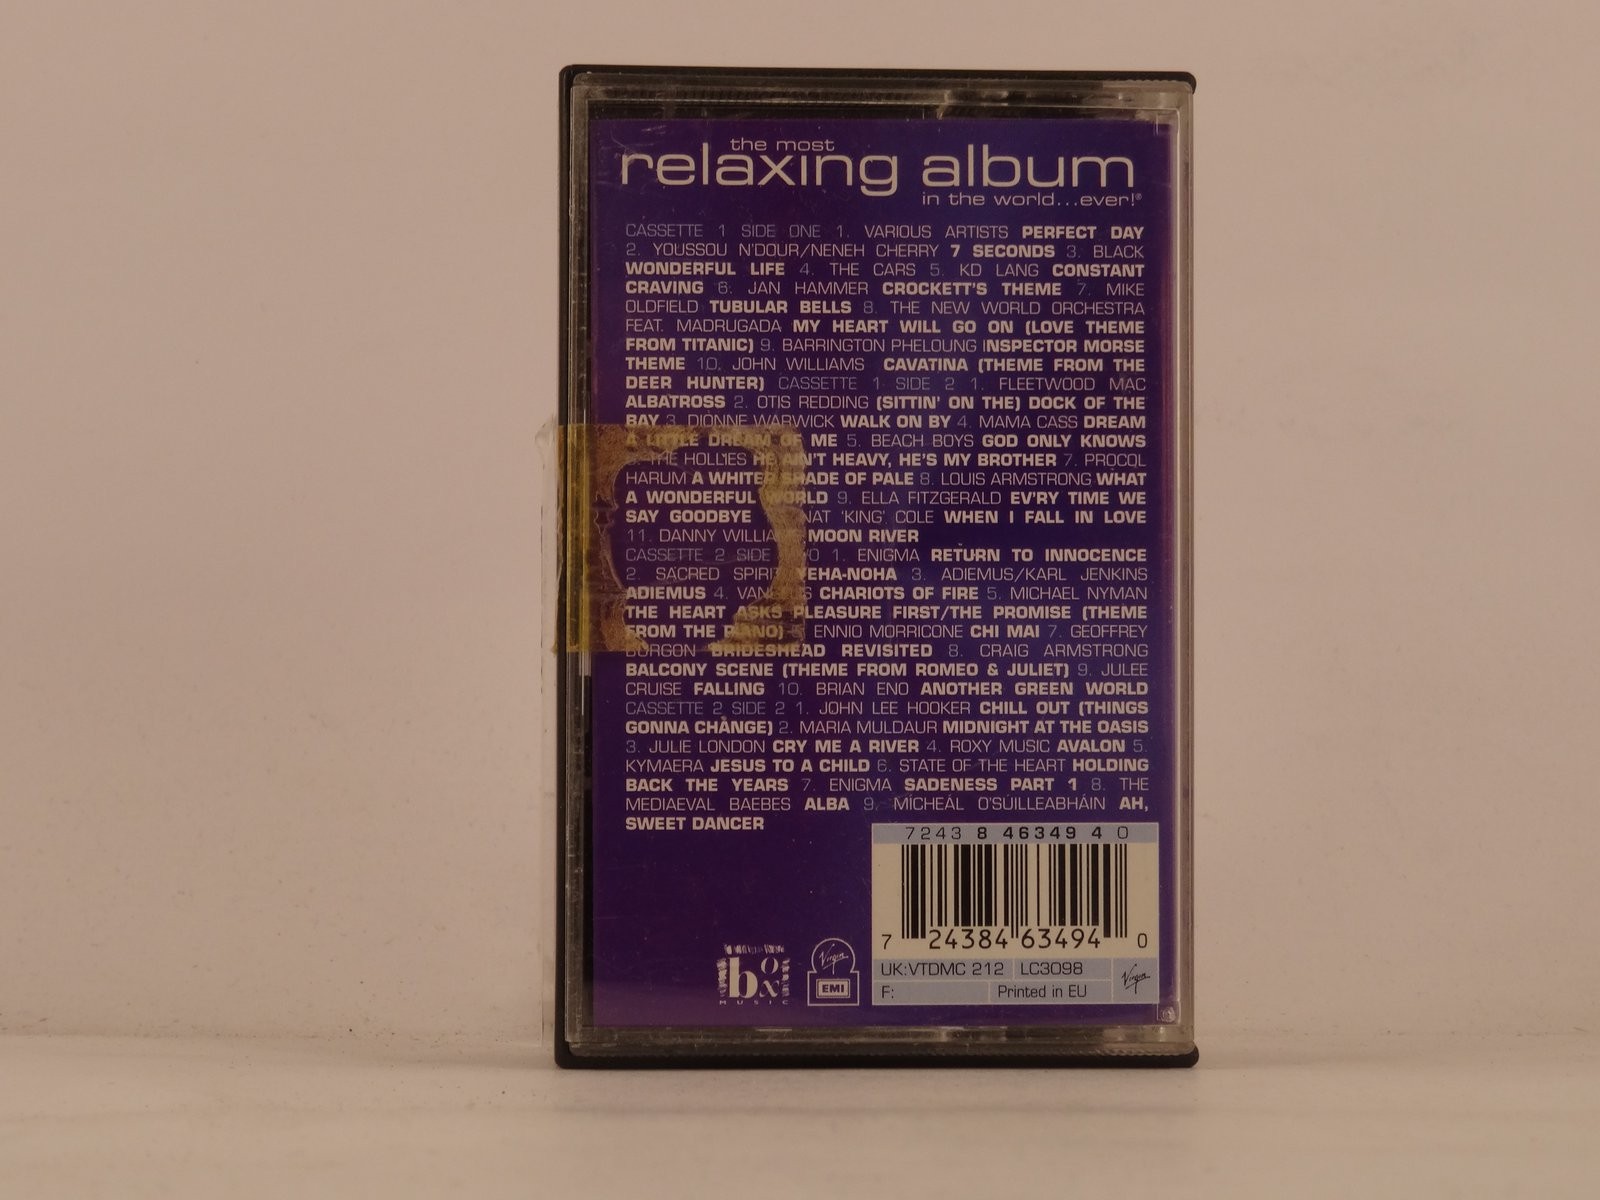 the most
relaxing album
in the world...ever!®
CASSETTE 1 SIDE ONE 1. VARIOUS ARTISTS PERFECT DAY
2. YOUSSOU N'DOUR/NENEH CHERRY 7 SECONDS 3. BLACK
WONDERFUL LIFE 4. THE CARS 5. KD LANG CONSTANT
CRAVING 6. JAN HAMMER CROCKETT'S THEME 7. MIKE
OLDFIELD TUBULAR BELLS 8. THE NEW WORLD ORCHESTRA
FEAT. MADRUGADA MY HEART WILL GO ON (LOVE THEME
FROM TITANIC) 9. BARRINGTON PHELOUNG INSPECTOR MORSE
THEME 10. JOHN WILLIAMS CAVATINA (THEME FROM THE
DEER HUNTER) CASSETTE 1 SIDE 2 1. FLEETWOOD MAC
ALBATROSS 2. OTIS REDDING (SITTIN' ON THE) DOCK OF THE
BAY 3. DIONNE WARWICK WALK ON BY 4. MAMA CASS DREAM
A LITTLE DREAM OF ME 5. BEACH BOYS GOD ONLY KNOWS
THE HOLLIES HE AIN'T HEAVY, HE'S MY BROTHER 7. PROCOL
HARUM A WHITER SHADE OF PALE 8. LOUIS ARMSTRONG WHAT
A WONDERFUL WORLD 9. ELLA FITZGERALD EV'RY TIME WE
SAY GOODBYE NAT 'KING' COLE WHEN I FALL IN LOVE
11. DANNY MOON RIVER
CASSETTE 2 SIDE 1. ENIGMA RETURN TO INNOCENCE
2. SACRED SPIRIT YEHA-NOHA 3. ADIEMUS/KARL JENKINS
ADIEMUS 4. CHARIOTS OF FIRE 5. MICHAEL NYMAN
THE HEART ASKS PLEASURE FIRST/THE PROMISE (THEME
FROM THE PIANO) ENNIO MORRICONE CHI MAI 7. GEOFFREY
BURGON BRIDESHEAD REVISITED 8. CRAIG ARMSTRONG
BALCONY SCENE (THEME FROM ROMEO & JULIET) 9. JULEE
CRUISE FALLING 10. BRIAN ENO ANOTHER GREEN WORLD
CASSETTE 2 SIDE 2 1. JOHN LEE HOOKER CHILL OUT (THINGS
GONNA CHANGE) 2. MARIA MULDAUR MIDNIGHT AT THE OASIS
3. JULIE LONDON CRY ME A RIVER 4. ROXY MUSIC AVALON 5.
KYMAERA JESUS TO A CHILD 6. STATE OF THE HEART HOLDING
BACK THE YEARS 7. ENIGMA SADENESS PART 1 8. THE
MEDIAEVAL BAEBES ALBA 9. MÍCHEÁL O'SÚILLEABHÁIN AH,
SWEET DANCER
7243 8 46349 4 0
7 24384 63494 0
UK:VTDMC 212 LC3098
F: Printed in EU
Virgin
box
MUSIC
Virgin
EMI